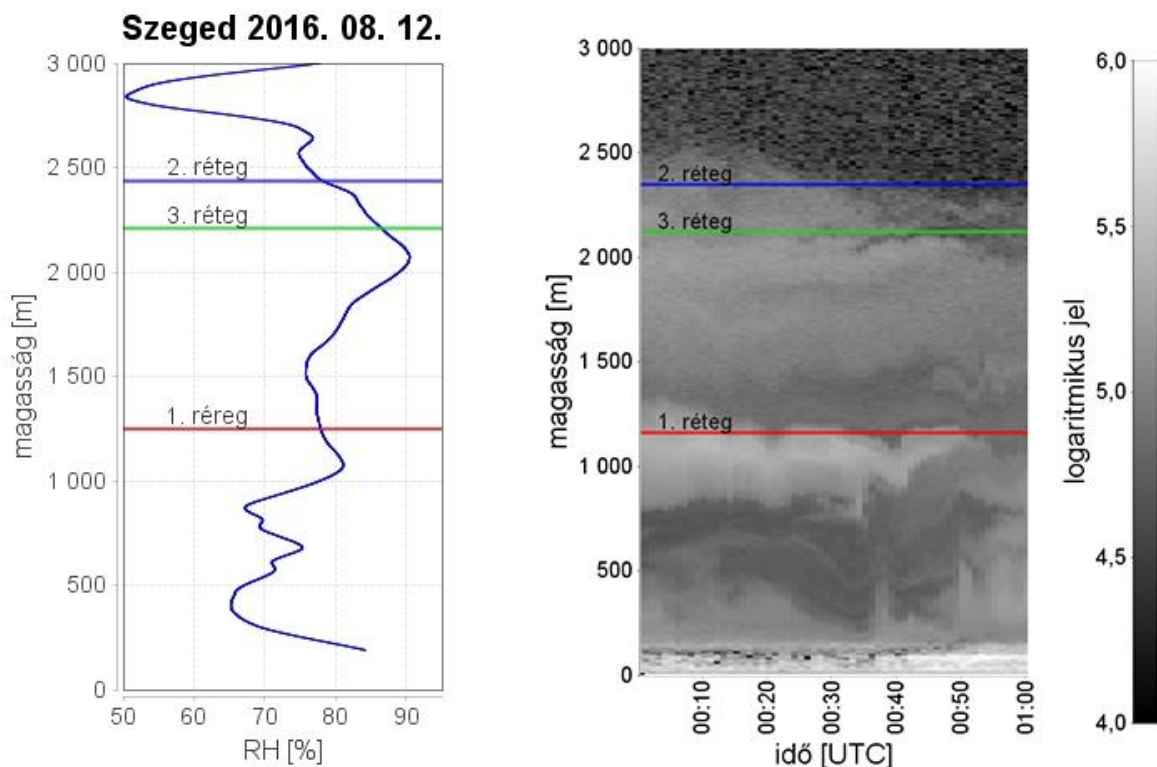 Szeged 2016. 08. 12.
3 000
2 500
2 000
1 500
1 000
500
0
magasság [m]
2. réteg
3. réteg
1. réreg
50
60
70
80
90
RH [%]
3 000
2 500
2 000
1 500
1 000
500
0
magasság [m]
2. réteg
3. réteg
1. réteg
00:10
00:20
00:30
00:40
00:50
01:00
idő [UTC]
6,0
5,5
5,0
4,5
4,0
logaritmikus jel